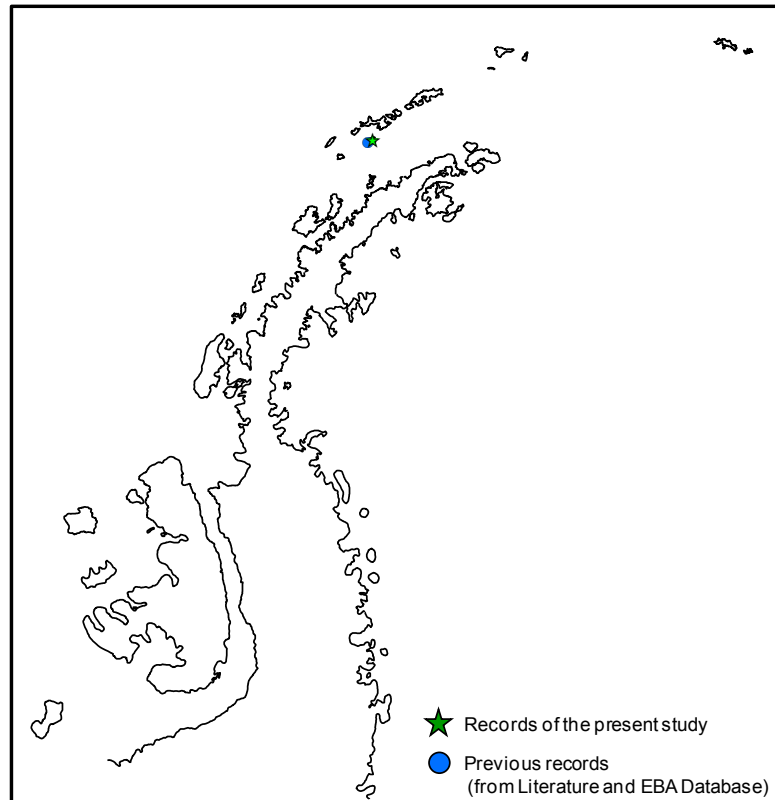 Records of the present study
Previous records
(from Literature and EBA Database)